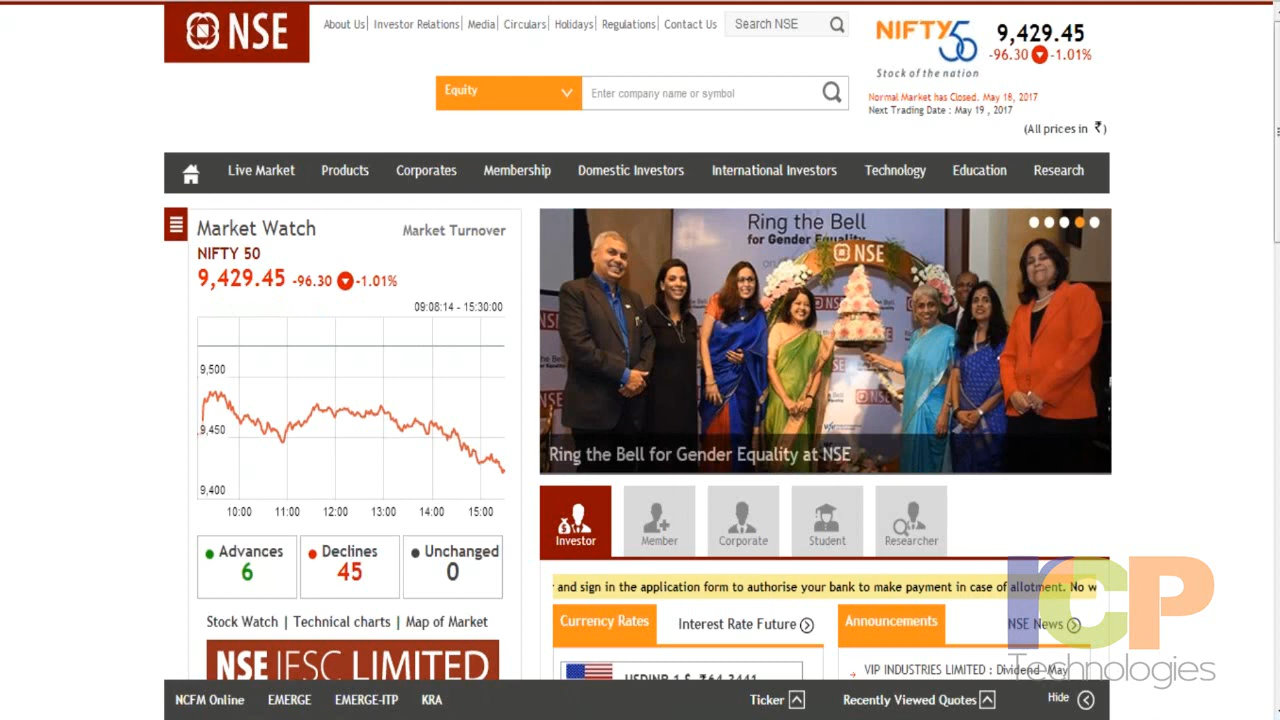 NSE
About Us| Investor Relations| Media| Circulars| Holidays| Regulations| Contact Us
Search NSE
NIFTY50
Stock of the nation
9,429.45
-96.30 -1.01%
Normal Market has Closed. May 18, 2017
Next Trading Date : May 19 , 2017
(All prices in ₹)
Equity
Enter company name or symbol
Live Market Products Corporates Membership Domestic Investors International Investors Technology Education Research
Market Watch
Market Turnover
NIFTY 50
9,429.45 -96.30 -1.01%
09:08:14 - 15:30:00
9,500
9,450
9,400
10:00 11:00 12:00 13:00 14:00 15:00
Advances
6
Declines
45
Unchanged
0
Stock Watch | Technical charts | Map of Market
NSE IFSC LIMITED
Ring the Bell
for Gender Equality
NSE
Ring the Bell
NSE
Ring the Bell for Gender Equality at NSE
Investor
Member
Corporate
Student
Researcher
and sign in the application form to authorise your bank to make payment in case of allotment. No w
Currency Rates
Interest Rate Future
Announcements
NSE News
VIP INDUSTRIES LIMITED : Dividend- May
rcp
Technologies
NCFM Online EMERGE EMERGE-ITP KRA
Ticker
Recently Viewed Quotes
Hide